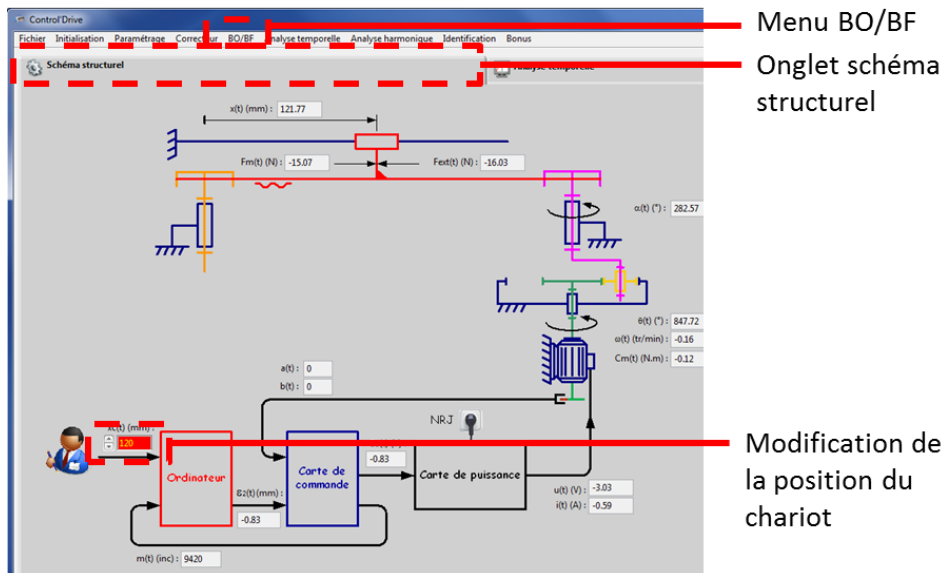 Control'Drive
Fichier Initialisation Paramétrage Correcteur BO/BF Analyse temporelle Analyse harmonique Identification Bonus
Menu BO/BF
Schéma structurel
Onglet schéma
structurel
x(t) (mm) : 121.77
Fm(t) (N) : -15.07
Fext(t) (N) : -16.03
α(t) (°) : 282.57
θ(t) (°) : 847.72
ω(t) (tr/min) : -0.16
Cm(t) (N.m) : -0.12
a(t) : 0
b(t) : 0
xc(t) (mm) :
120
NRJ
Ordinateur
ε2(t)(mm) :
-0.83
Carte de
commande
-0.83
Carte de puissance
u(t) (V) : -3.03
i(t) (A) : -0.59
m(t) (inc) : 9420
Modification de
la position du
chariot